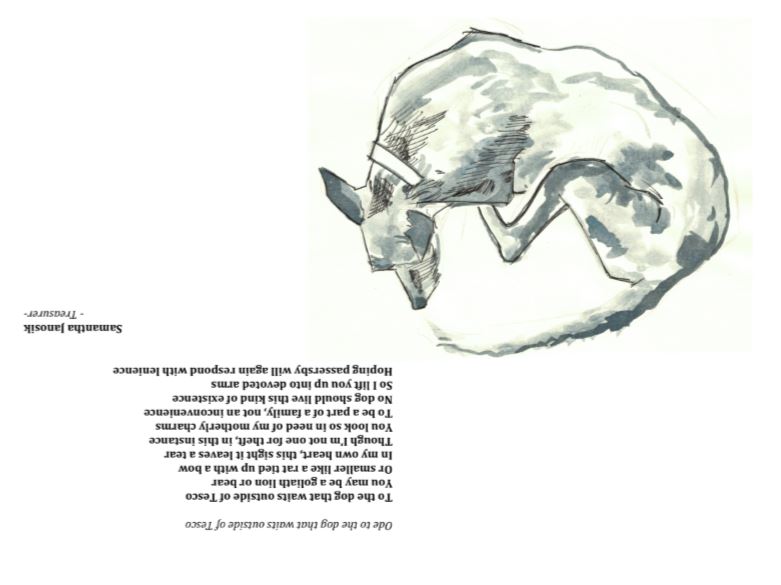 Ode to the dog that waits outside of Tesco
To the dog that waits outside of Tesco
You may be a goliath lion or bear
Or smaller like a rat tied up with a bow
In my own heart, this sight it leaves a tear
Though I'm not one for theft, in this instance
You look so in need of my motherly charms
To be a part of a family, not an inconvenience
No dog should live this kind of existence
So I lift you up into devoted arms
Hoping passersby will again respond with lenience
Samantha Janosik
- Treasurer-